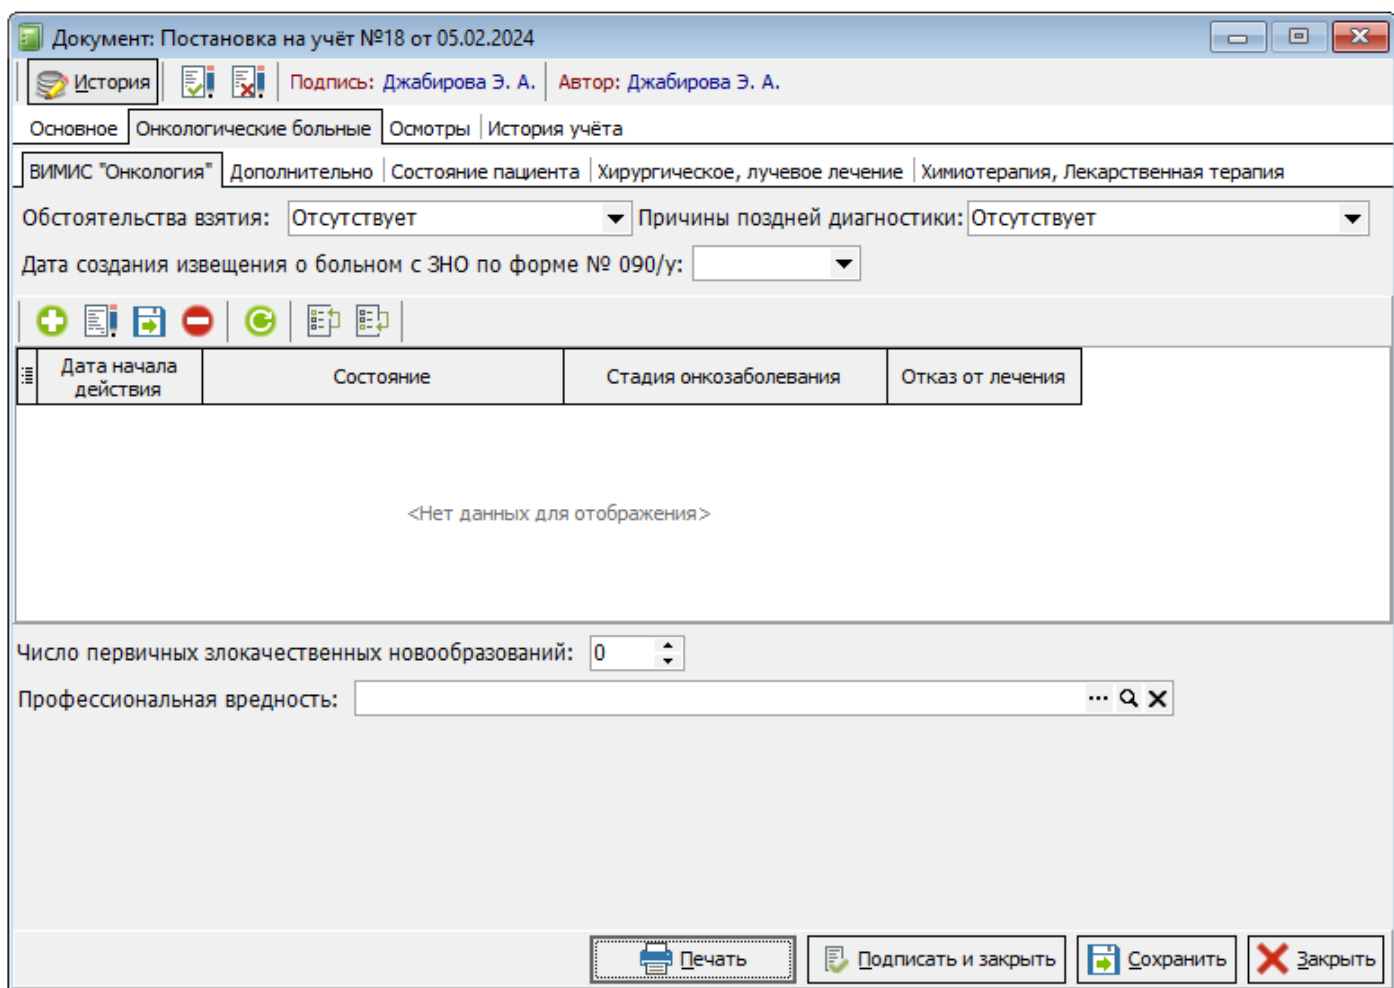 Документ: Постановка на учёт №18 от 05.02.2024
История Подпись: Джабирова Э. А. Автор: Джабирова Э. А.
Основное Онкологические больные Осмотры История учёта
ВИМИС "Онкология" Дополнительно Состояние пациента Хирургическое, лучевое лечение Химиотерапия, Лекарственная терапия
Обстоятельства взятия: Отсутствует Причины поздней диагностики: Отсутствует
Дата создания извещения о больном с ЗНО по форме № 090/у:
Дата начала действия Состояние Стадия онкозаболевания Отказ от лечения
<Нет данных для отображения>
Число первичных злокачественных новообразований: 0
Профессиональная вредность:
Печать Подписать и закрыть Сохранить Закрыть